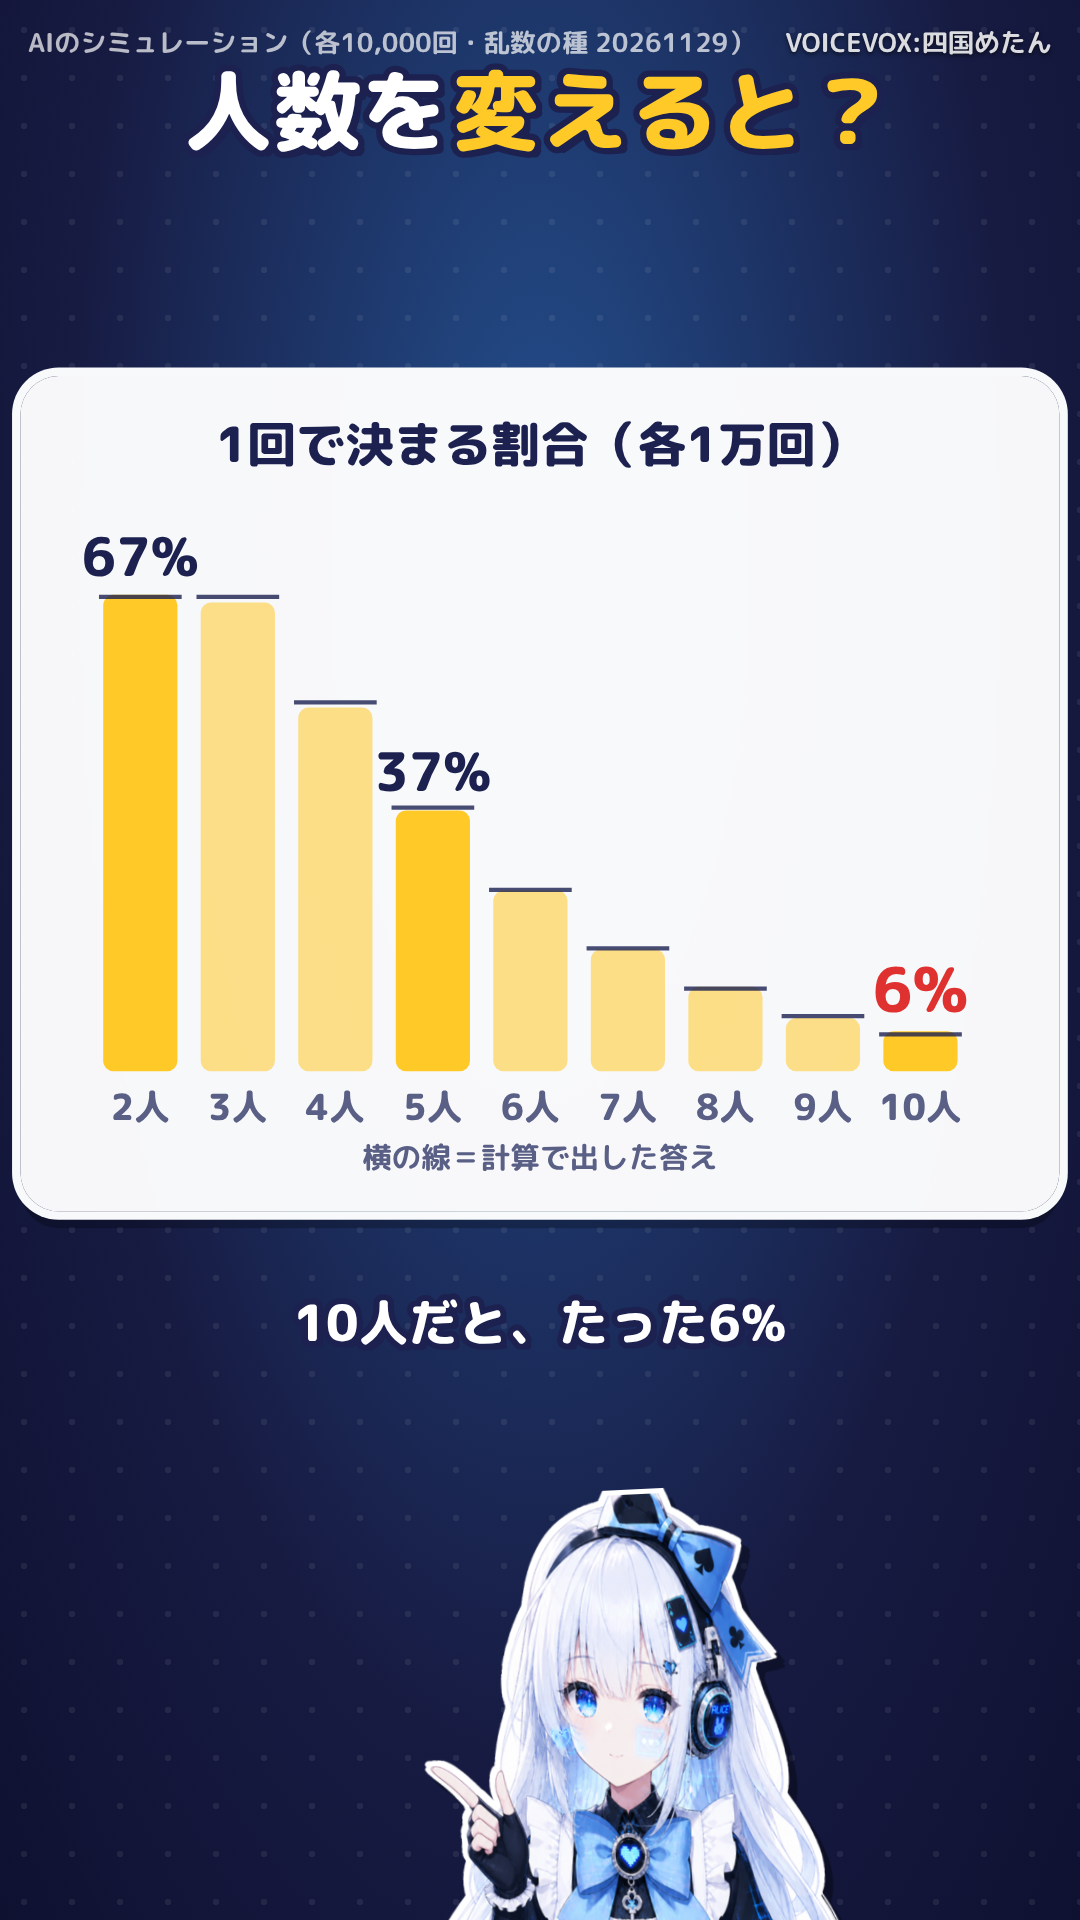 AIのシミュレーション（各10,000回・乱数の種 20261129） VOICEVOX:四国めたん
人数を変えると？
1回で決まる割合（各1万回）
67%
37%
6%
2人 3人 4人 5人 6人 7人 8人 9人 10人
横の線＝計算で出した答え
10人だと、たった6%
ALICE